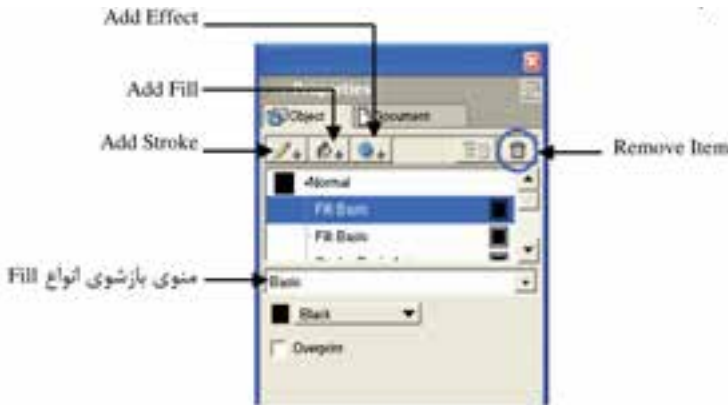 Add Effect
Add Fill
Add Stroke
Remove Item
Properties
Object
Document
Normal
Fill Basic
Fill Basic
منوی بازشوی انواع Fill
Basic
Black
Overprint